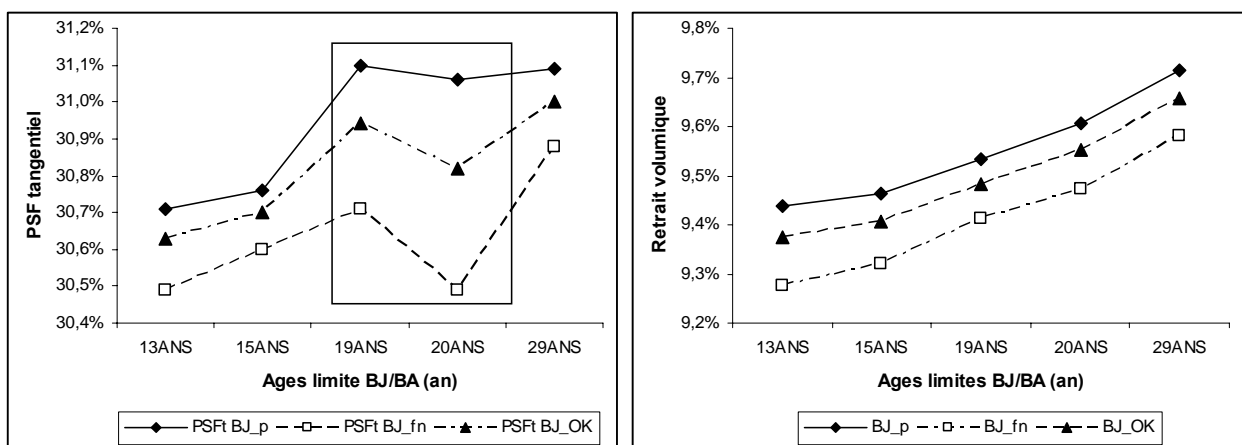 31,2%
31,1%
31,0%
30,9%
30,8%
30,7%
30,6%
30,5%
30,4%
PSF tangentiel
13ANS 15ANS 19ANS 20ANS 29ANS
Ages limite BJ/BA (an)
PSFt BJ_p PSFt BJ_fn PSFt BJ_OK
9,8%
9,7%
9,6%
9,5%
9,4%
9,3%
9,2%
Retrait volumique
13ANS 15ANS 19ANS 20ANS 29ANS
Ages limites BJ/BA (an)
BJ_p BJ_fn BJ_OK